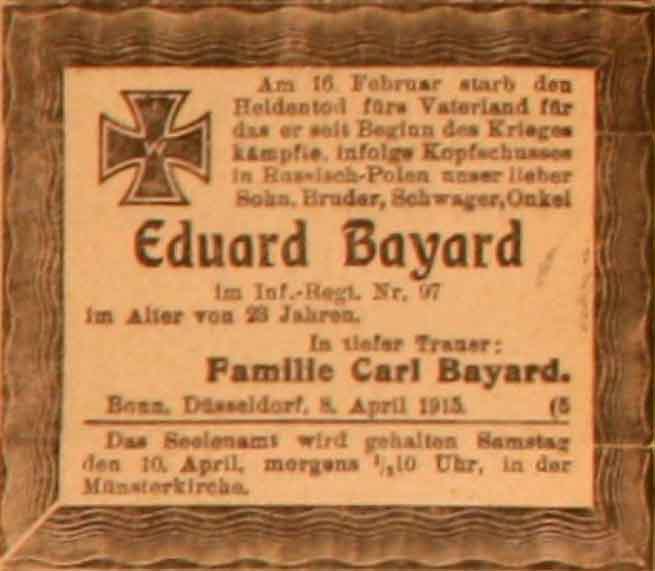 Am 16. Februar starb den
Heldentod fürs Vaterland für
das er seit Beginn des Krieges
kämpfte, infolge Kopfschusses
in Russisch-Polen unser lieber
Sohn, Bruder, Schwager, Onkel
Eduard Bayard
im Inf.-Regt. Nr. 97
im Alter von 23 Jahren.
In tiefer Trauer:
Familie Carl Bayard.
Bonn, Düsseldorf, 8. April 1915. (5
Das Seelenamt wird gehalten Samstag
den 10. April, morgens ½10 Uhr, in der
Münsterkirche.